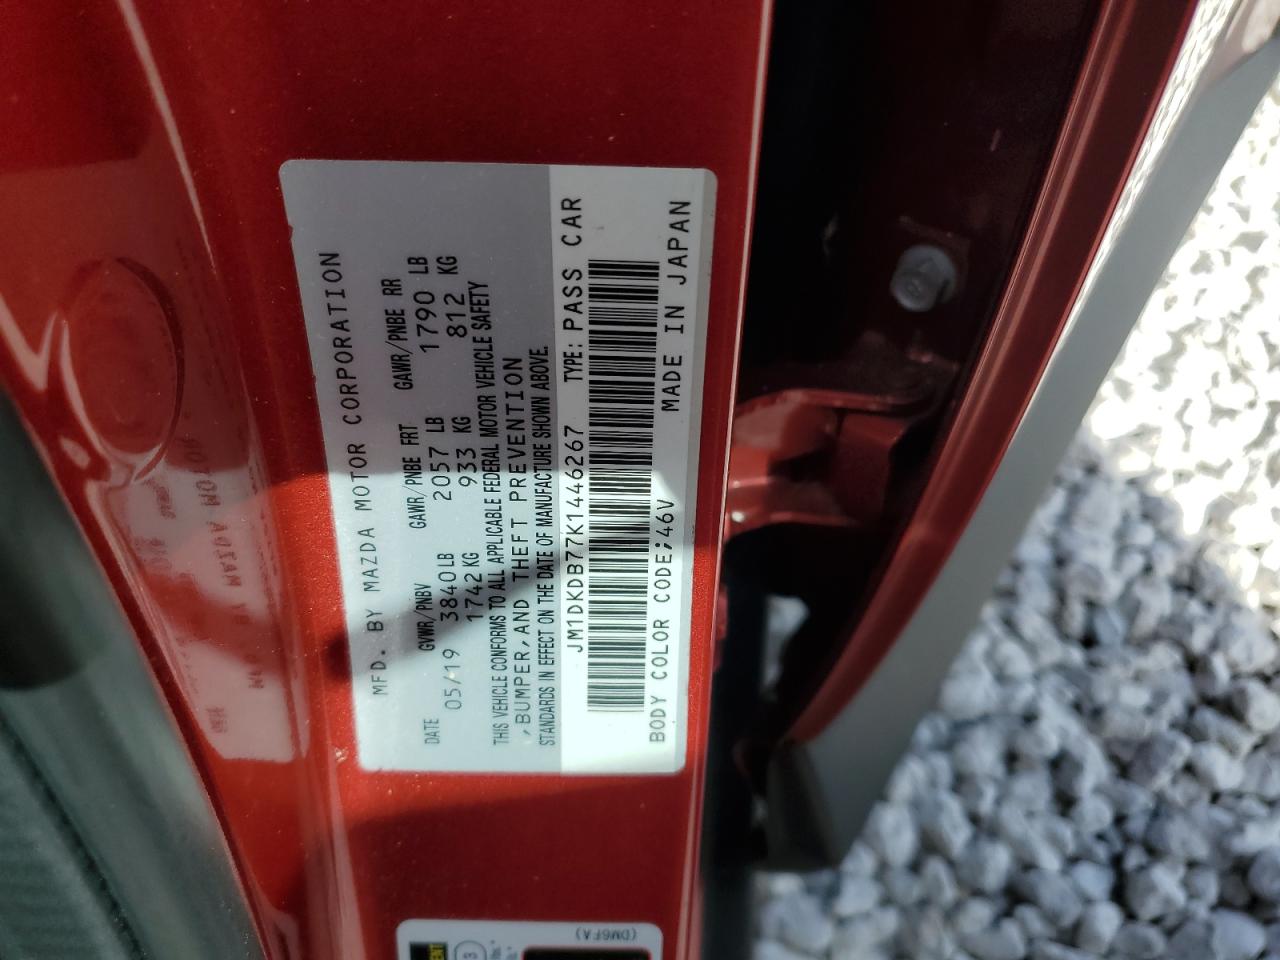 MFD. BY MAZDA MOTOR CORPORATION
DATE GVWR/PNBV GAWR/PNBE FRT GAWR/PNBE RR
05/19 3840LB 2057 LB 1790 LB
1742KG 933 KG 812 KG
THIS VEHICLE CONFORMS TO ALL APPLICABLE FEDERAL MOTOR VEHICLE SAFETY
,BUMPER,AND THEFT PREVENTION
STANDARDS IN EFFECT ON THE DATE OF MANUFACTURE SHOWN ABOVE.
JM1DKDB77K1446267 TYPE: PASS CAR
BODY COLOR CODE;46V MADE IN JAPAN
(DM6FA)